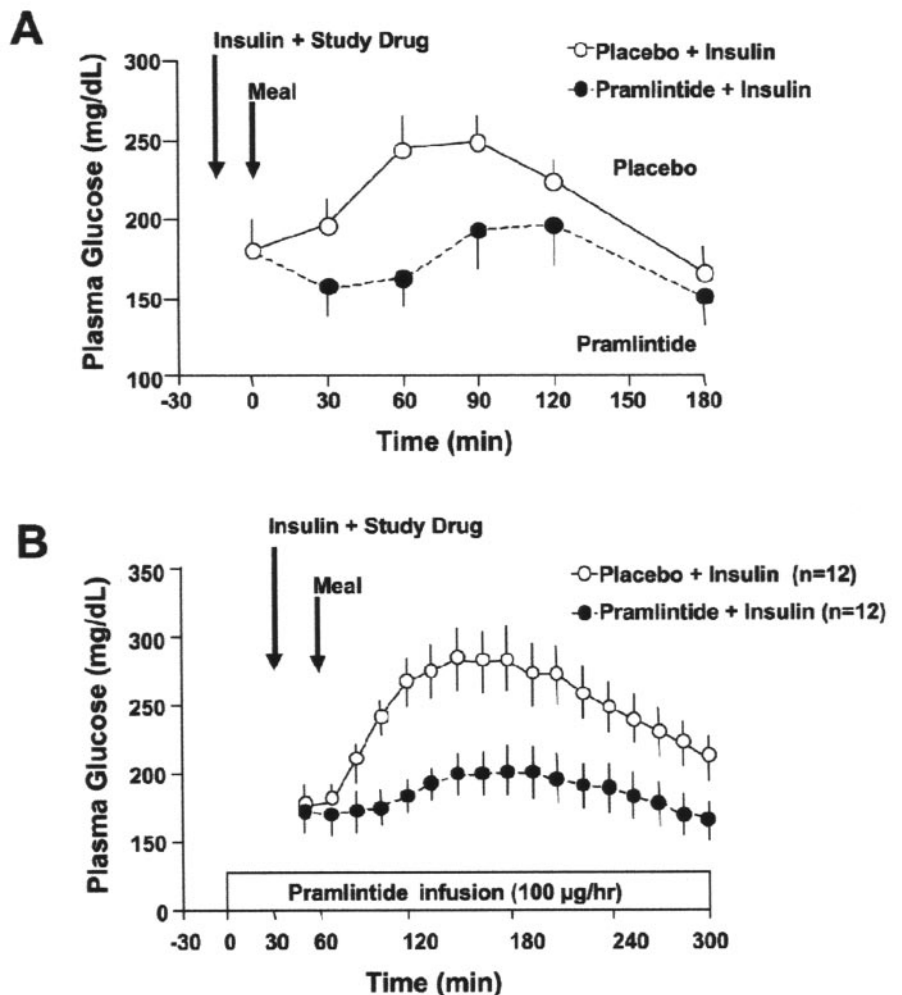 A
Insulin + Study Drug
Meal
Placebo + Insulin
Pramlintide + Insulin
Plasma Glucose (mg/dL)
300
250
200
150
100
Placebo
Pramlintide
-30 0 30 60 90 120 150 180
Time (min)
B
Insulin + Study Drug
Meal
Placebo + Insulin (n=12)
Pramlintide + Insulin (n=12)
Plasma Glucose (mg/dL)
350
300
250
200
150
0
Pramlintide infusion (100 µg/hr)
-30 0 30 60 120 180 240 300
Time (min)